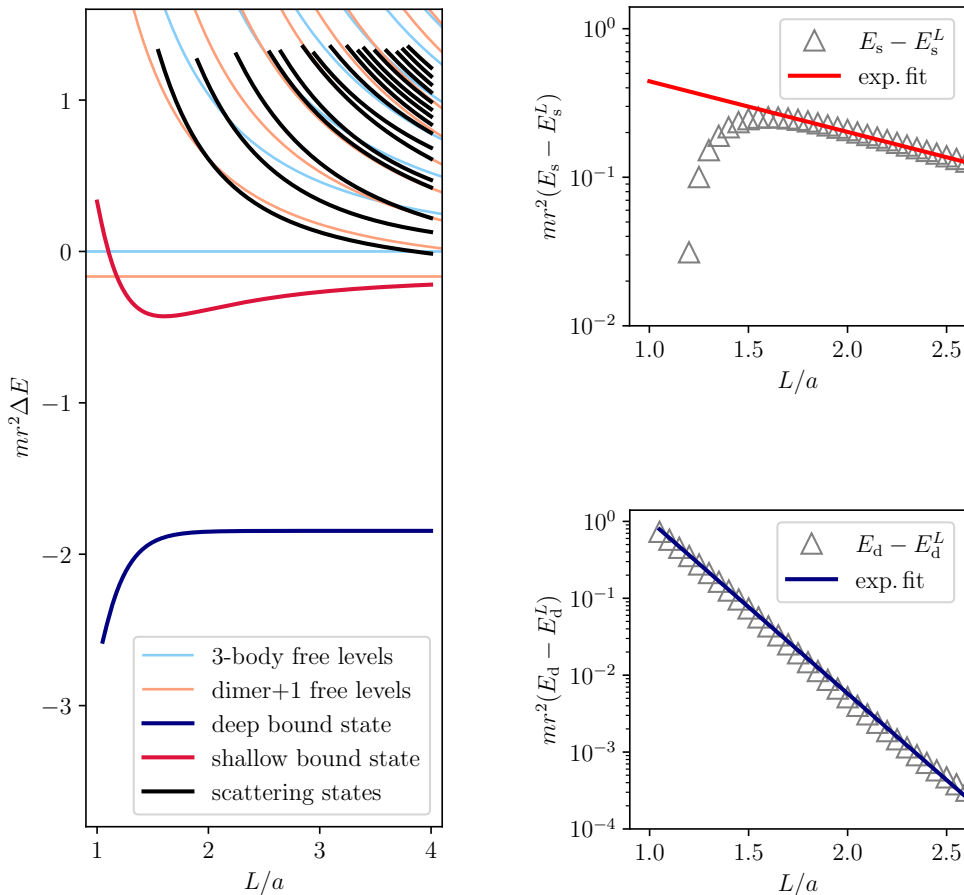 1
0
−1
−2
−3
mr²ΔE
1
2
3
4
L/a
3-body free levels
dimer+1 free levels
deep bound state
shallow bound state
scattering states
10⁰
10⁻¹
10⁻²
mr²(Eₛ − Eₛᴸ)
Eₛ − Eₛᴸ
exp. fit
1.0
1.5
2.0
2.5
L/a
10⁰
10⁻¹
10⁻²
10⁻³
10⁻⁴
mr²(E_d − E_d^L)
E_d − E_d^L
exp. fit
1.0
1.5
2.0
2.5
L/a